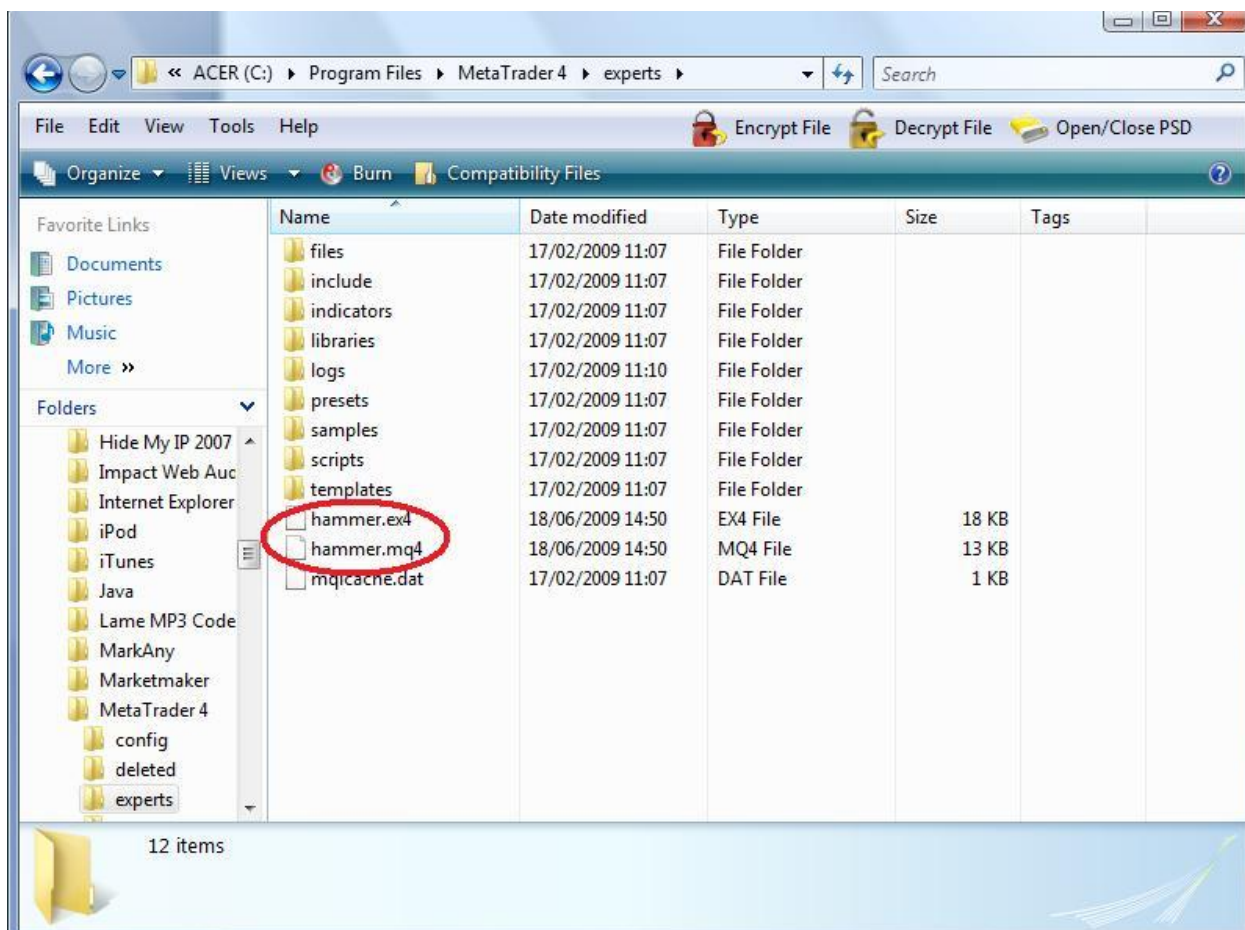 « ACER (C:) ▸ Program Files ▸ MetaTrader 4 ▸ experts ▸ Search
File Edit View Tools Help Encrypt File Decrypt File Open/Close PSD
Organize Views Burn Compatibility Files
Favorite Links
Documents
Pictures
Music
More »
Folders
Hide My IP 2007
Impact Web Aud
Internet Explorer
iPod
iTunes
Java
Lame MP3 Code
MarkAny
Marketmaker
MetaTrader 4
config
deleted
experts
Name Date modified Type Size Tags
files 17/02/2009 11:07 File Folder
include 17/02/2009 11:07 File Folder
indicators 17/02/2009 11:07 File Folder
libraries 17/02/2009 11:07 File Folder
logs 17/02/2009 11:10 File Folder
presets 17/02/2009 11:07 File Folder
samples 17/02/2009 11:07 File Folder
scripts 17/02/2009 11:07 File Folder
templates 17/02/2009 11:07 File Folder
hammer.ex4 18/06/2009 14:50 EX4 File 18 KB
hammer.mq4 18/06/2009 14:50 MQ4 File 13 KB
mqlcache.dat 17/02/2009 11:07 DAT File 1 KB
12 items